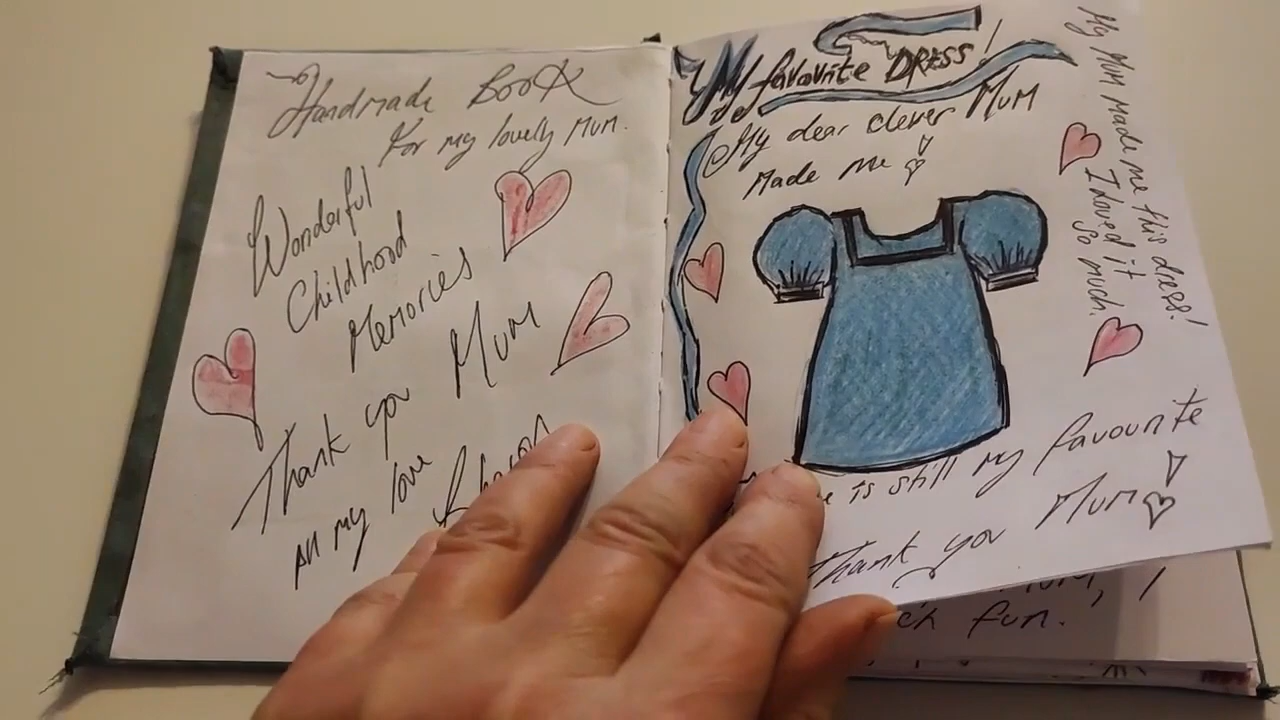 Handmade Book
For my lovely Mum.
Wonderful
Childhood
Memories
Thank you Mum
All my love
Sharon
My favourite DRESS!
My dear clever Mum
Made me
My Mum Made me this dress!
I loved it
so much.
is still my favourite
Thank you Mum
fun.